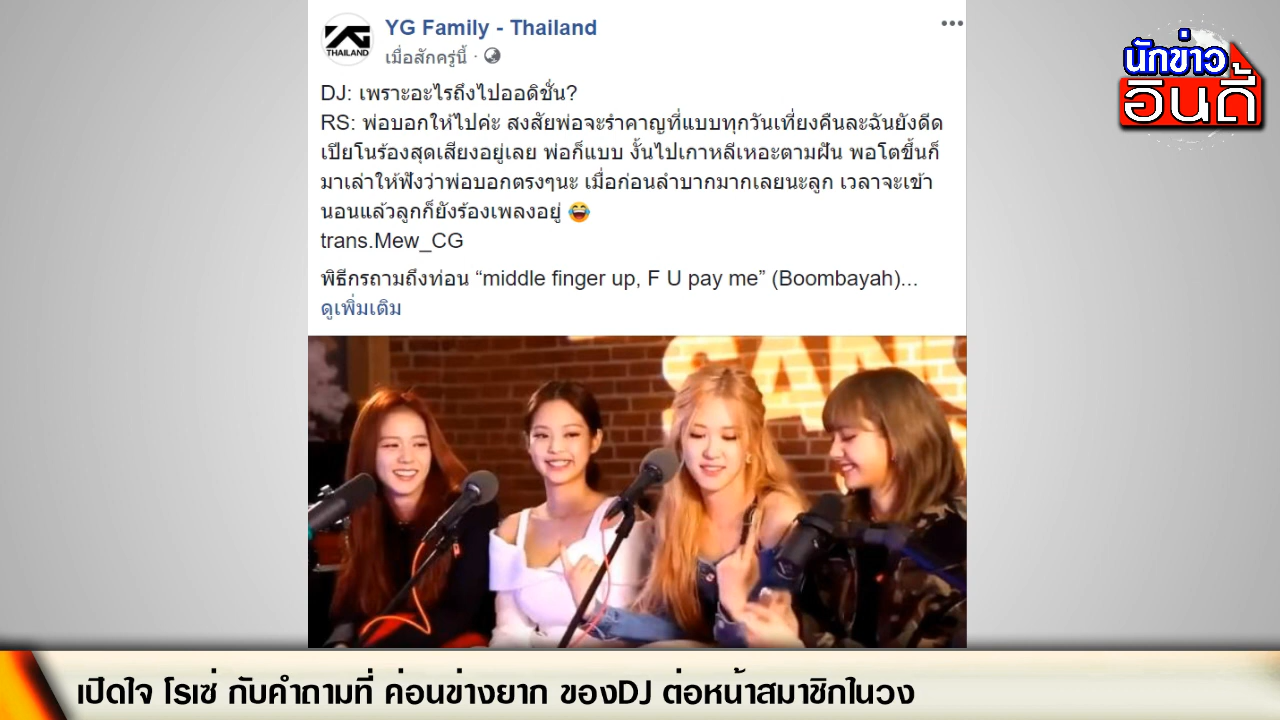 YG Family - Thailand
เมื่อสักครู่นี้ ·
THAILAND
นักข่าว
อินดี้
DJ: เพราะอะไรถึงไปออดิชั่น?
RS: พ่อบอกให้ไปค่ะ สงสัยพ่อจะรำคาญที่แบบทุกวันเที่ยงคืนละฉันยังดีด
เปียโนร้องสุดเสียงอยู่เลย พ่อก็แบบ งั้นไปเกาหลีเหอะตามฝัน พอโตขึ้นก็
มาเล่าให้ฟังว่าพ่อบอกตรงๆนะ เมื่อก่อนลำบากมากเลยนะลูก เวลาจะเข้า
นอนแล้วลูกก็ยังร้องเพลงอยู่ 😂
trans.Mew_CG
พิธีกรถามถึงท่อน “middle finger up, F U pay me” (Boombayah)...
ดูเพิ่มเติม
เปิดใจ โรเซ่ กับคำถามที่ ค่อนข่างยาก ของDJ ต่อหน้าสมาชิกในวง